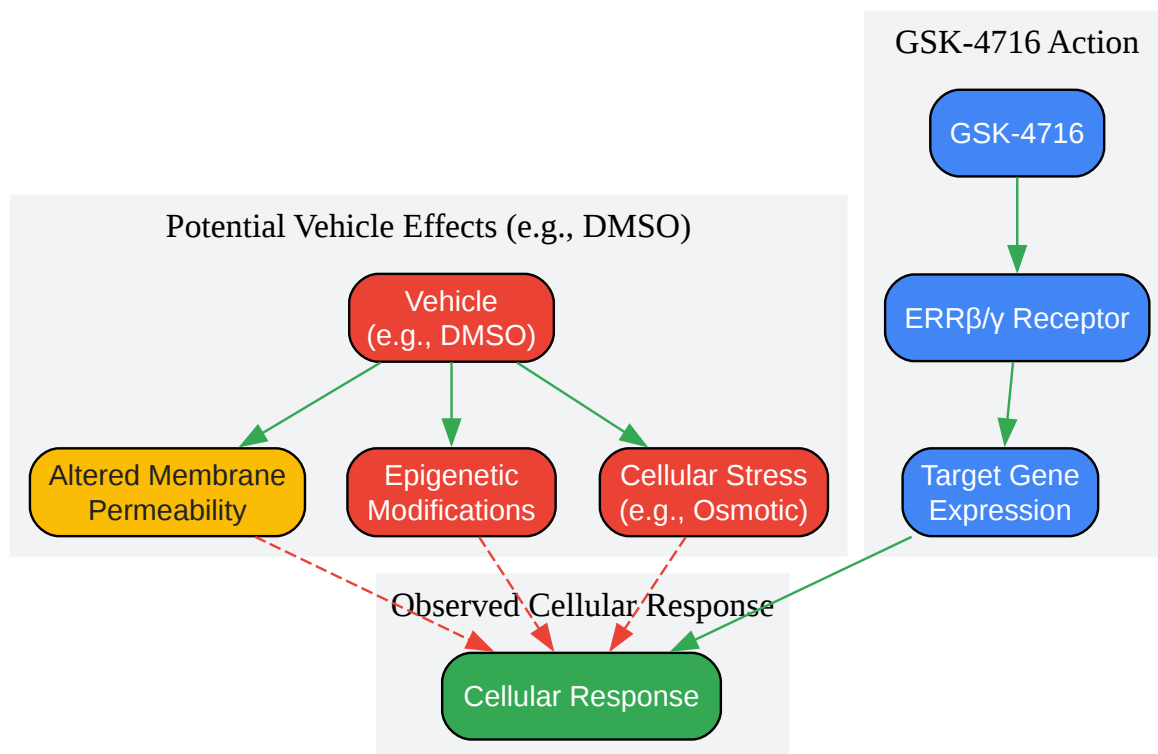 GSK-4716 Action
GSK-4716
Potential Vehicle Effects (e.g., DMSO)
Vehicle
(e.g., DMSO)
ERRβ/γ Receptor
Altered Membrane
Permeability
Epigenetic
Modifications
Cellular Stress
(e.g., Osmotic)
Target Gene
Expression
Observed Cellular Response
Cellular Response